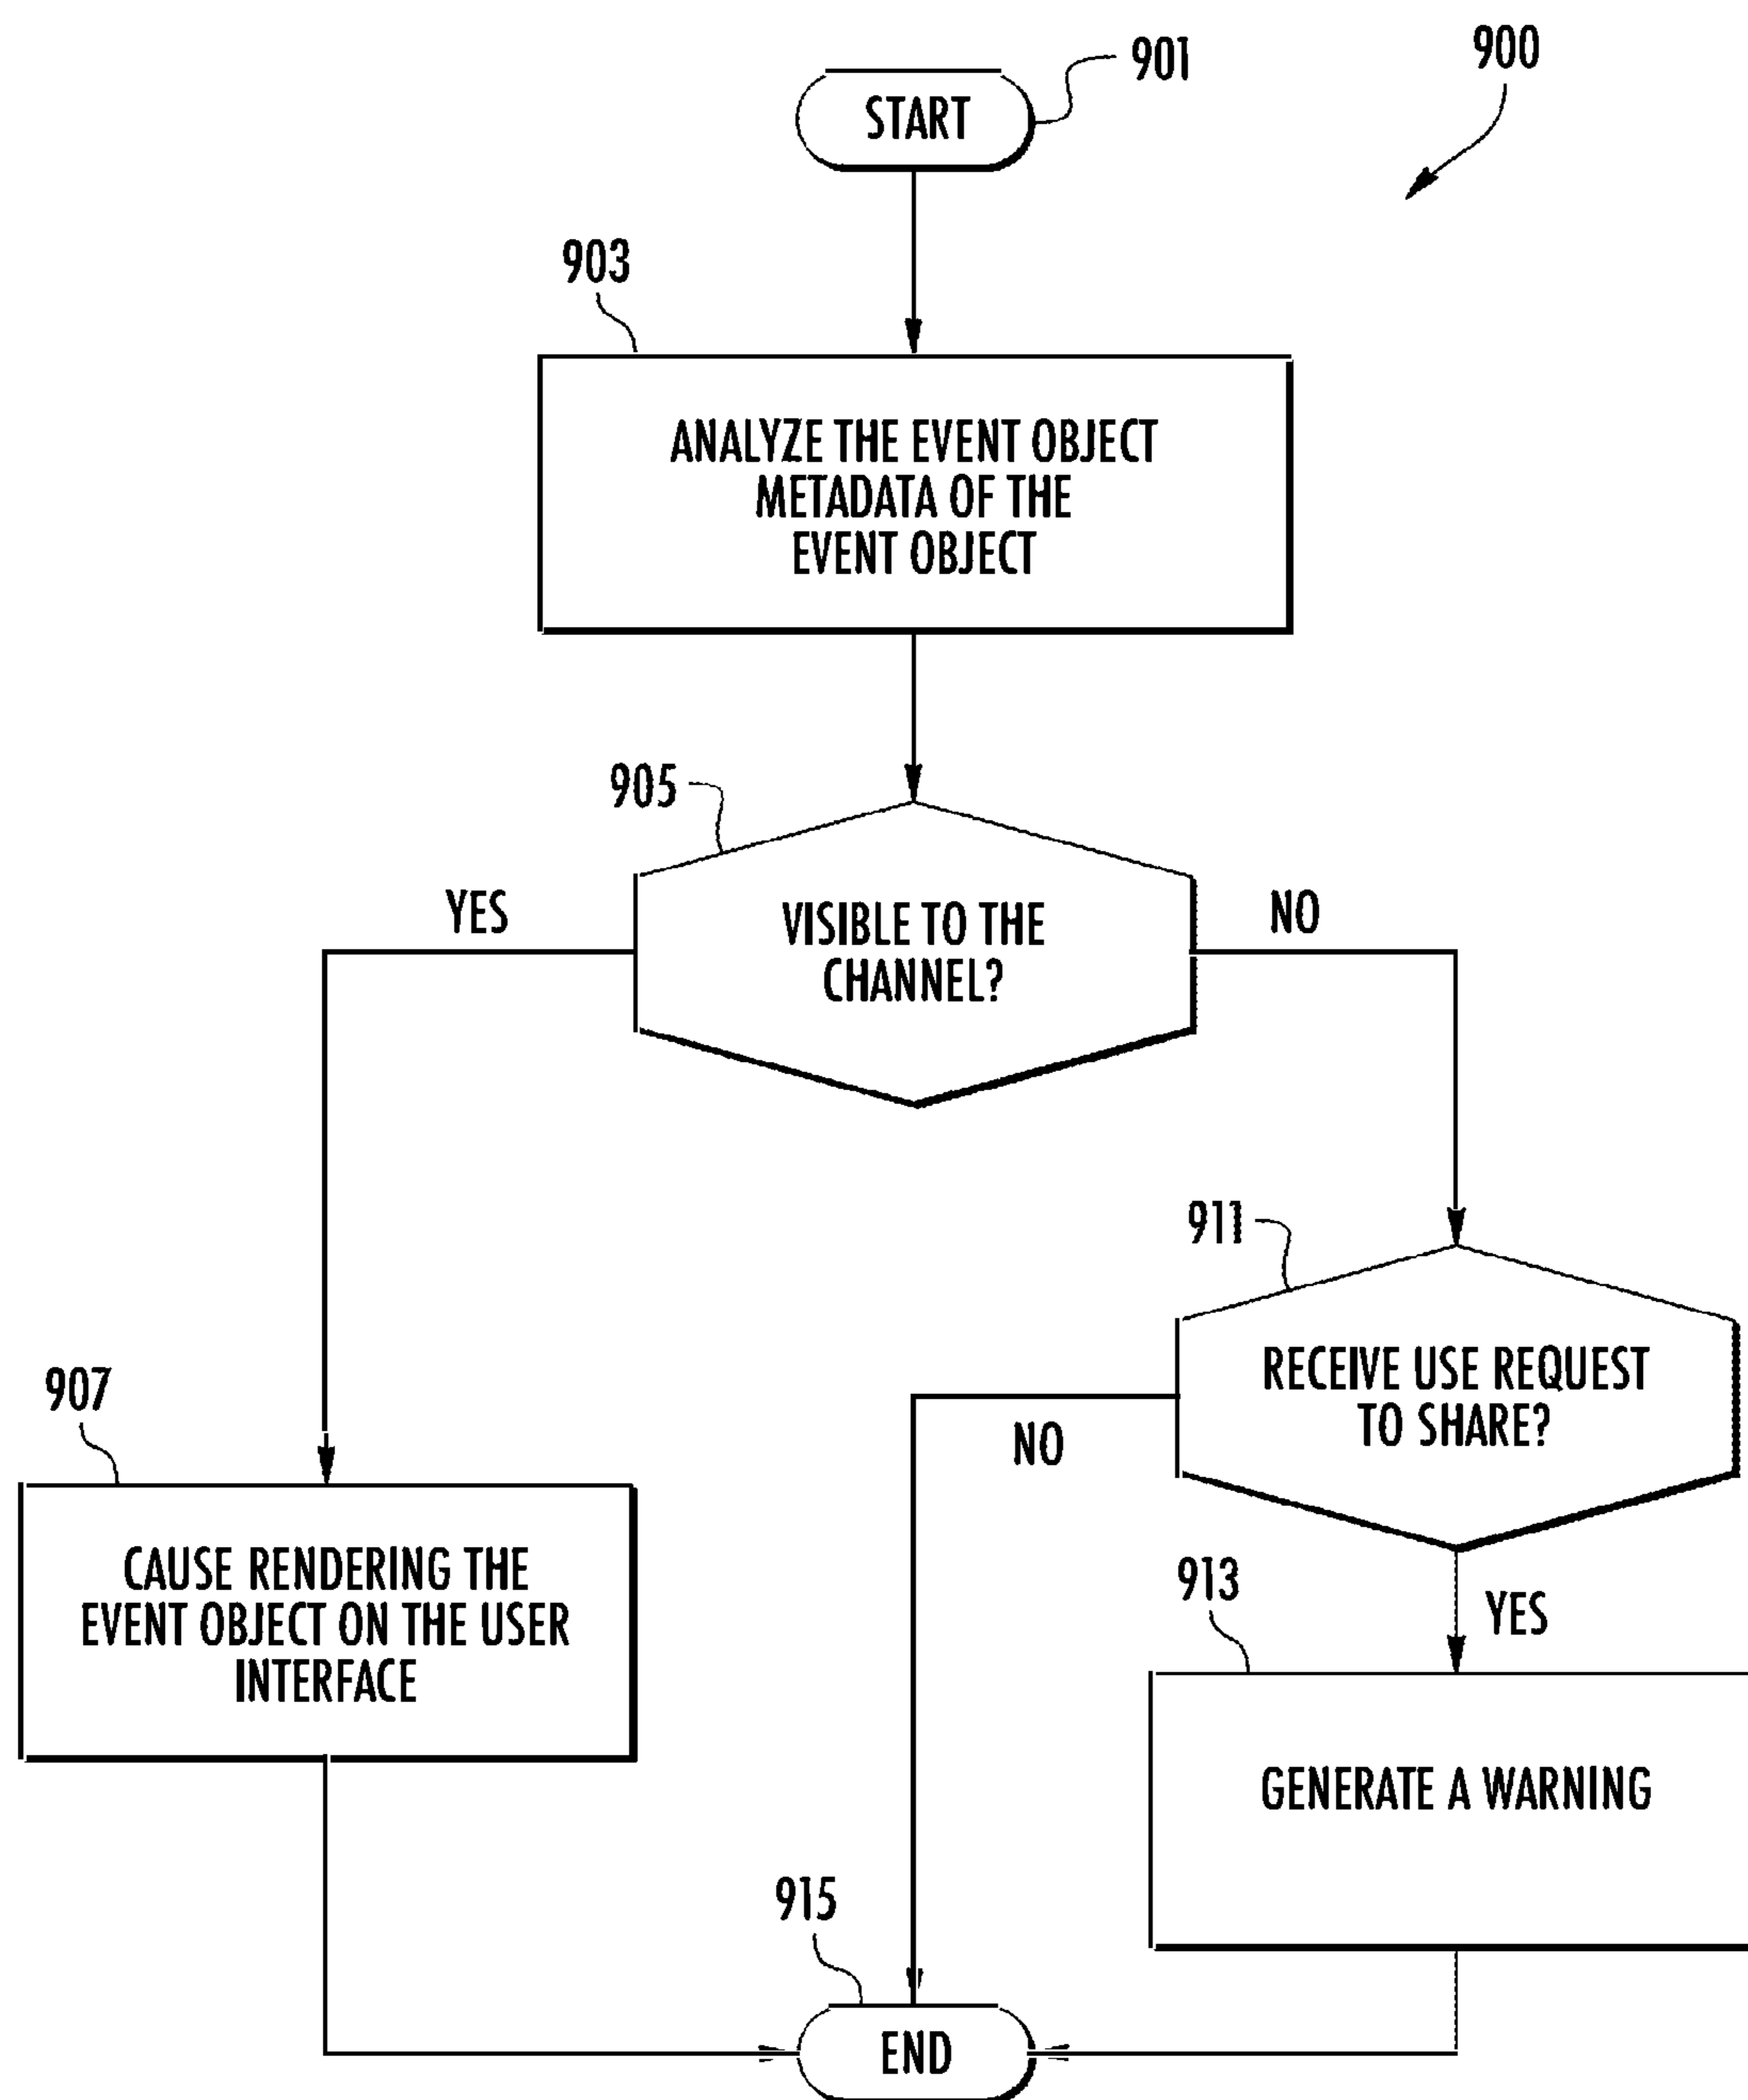 901
900
START
903
ANALYZE THE EVENT OBJECT
METADATA OF THE
EVENT OBJECT
905
YES
VISIBLE TO THE
CHANNEL?
NO
911
RECEIVE USE REQUEST
TO SHARE?
907
NO
CAUSE RENDERING THE
EVENT OBJECT ON THE USER
INTERFACE
913
YES
GENERATE A WARNING
915
END